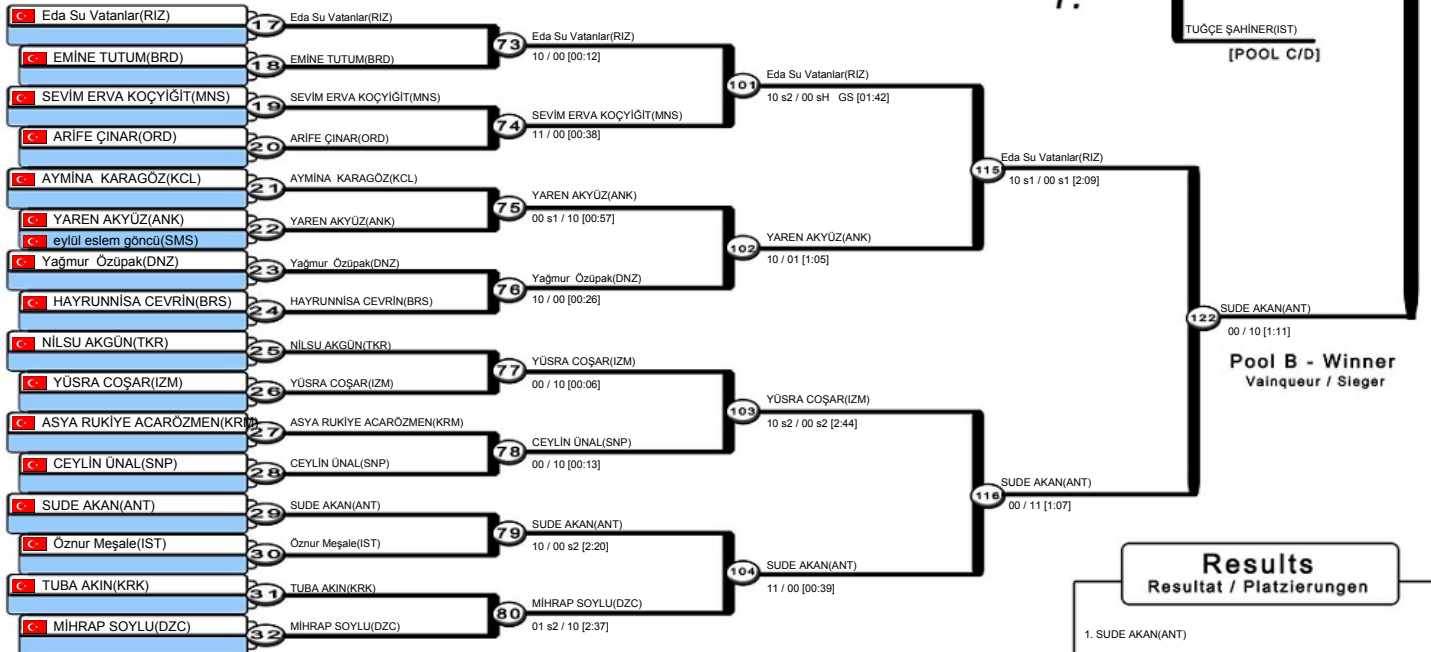 1.
TUĞÇE ŞAHİNER(IST)
[POOL C/D]
Eda Su Vatanlar(RIZ)
EMİNE TUTUM(BRD)
SEVİM ERVA KOÇYİĞİT(MNS)
ARİFE ÇINAR(ORD)
AYMİNA KARAGÖZ(KCL)
YAREN AKYÜZ(ANK)
eylül eslem göncü(SMS)
Yağmur Özüpak(DNZ)
HAYRUNNİSA CEVRİN(BRS)
NİLSU AKGÜN(TKR)
YÜSRA COŞAR(IZM)
ASYA RUKİYE ACARÖZMEN(KRM)
CEYLİN ÜNAL(SNP)
SUDE AKAN(ANT)
Öznur Meşale(IST)
TUBA AKIN(KRK)
MİHRAP SOYLU(DZC)
17 Eda Su Vatanlar(RIZ)
18 EMİNE TUTUM(BRD)
19 SEVİM ERVA KOÇYİĞİT(MNS)
20 ARİFE ÇINAR(ORD)
21 AYMİNA KARAGÖZ(KCL)
22 YAREN AKYÜZ(ANK)
23 Yağmur Özüpak(DNZ)
24 HAYRUNNİSA CEVRİN(BRS)
25 NİLSU AKGÜN(TKR)
26 YÜSRA COŞAR(IZM)
27 ASYA RUKİYE ACARÖZMEN(KRM)
28 CEYLİN ÜNAL(SNP)
29 SUDE AKAN(ANT)
30 Öznur Meşale(IST)
31 TUBA AKIN(KRK)
32 MİHRAP SOYLU(DZC)
73 Eda Su Vatanlar(RIZ)
10 / 00 [00:12]
74 SEVİM ERVA KOÇYİĞİT(MNS)
11 / 00 [00:38]
75 YAREN AKYÜZ(ANK)
00 s1 / 10 [00:57]
76 Yağmur Özüpak(DNZ)
10 / 00 [00:26]
77 YÜSRA COŞAR(IZM)
00 / 10 [00:06]
78 CEYLİN ÜNAL(SNP)
00 / 10 [00:13]
79 SUDE AKAN(ANT)
10 / 00 s2 [2:20]
80 MİHRAP SOYLU(DZC)
01 s2 / 10 [2:37]
101 Eda Su Vatanlar(RIZ)
10 s2 / 00 sH GS [01:42]
102 YAREN AKYÜZ(ANK)
10 / 01 [1:05]
103 YÜSRA COŞAR(IZM)
10 s2 / 00 s2 [2:44]
104 SUDE AKAN(ANT)
11 / 00 [00:39]
115 Eda Su Vatanlar(RIZ)
10 s1 / 00 s1 [2:09]
116 SUDE AKAN(ANT)
00 / 11 [1:07]
122 SUDE AKAN(ANT)
00 / 10 [1:11]
Pool B - Winner
Vainqueur / Sieger
Results
Resultat / Platzierungen
1. SUDE AKAN(ANT)